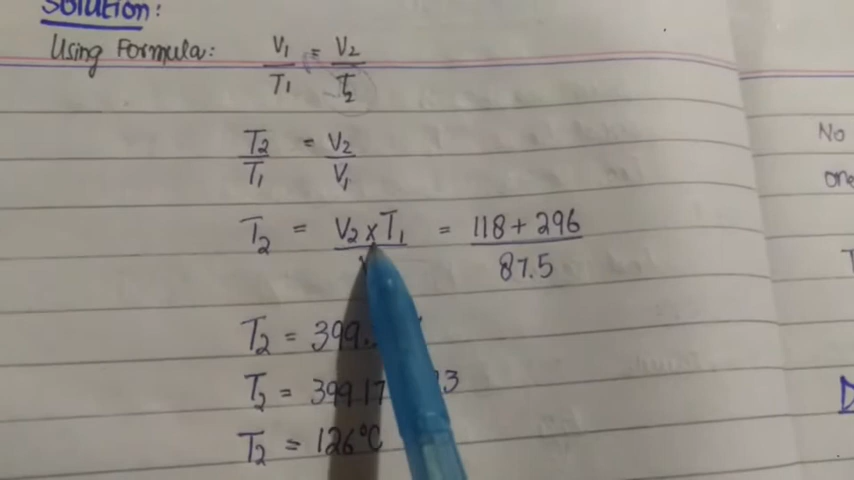 Solution:
Using Formula: V1/T1 = V2/T2
T2/T1 = V2/V1
T2 = V2 x T1 = 118 + 296 / 87.5
T2 = 399.
T2 = 399.17
T2 = 126°C
No